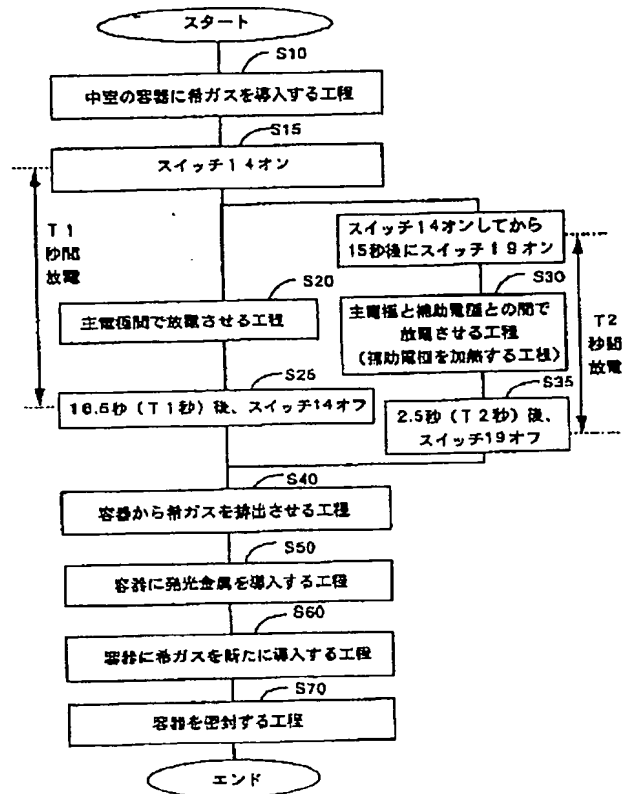 スタート
S10
中空の容器に希ガスを導入する工程
S15
スイッチ14オン
T1
秒間
放電
スイッチ14オンしてから
15秒後にスイッチ19オン
S20
主電極間で放電させる工程
S30
主電極と補助電極との間で
放電させる工程
(補助電極を加熱する工程)
T2
秒間
放電
S25
16.5秒(T1秒)後、スイッチ14オフ
S35
2.5秒(T2秒)後、
スイッチ19オフ
S40
容器から希ガスを排出させる工程
S50
容器に発光金属を導入する工程
S60
容器に希ガスを新たに導入する工程
S70
容器を密封する工程
エンド